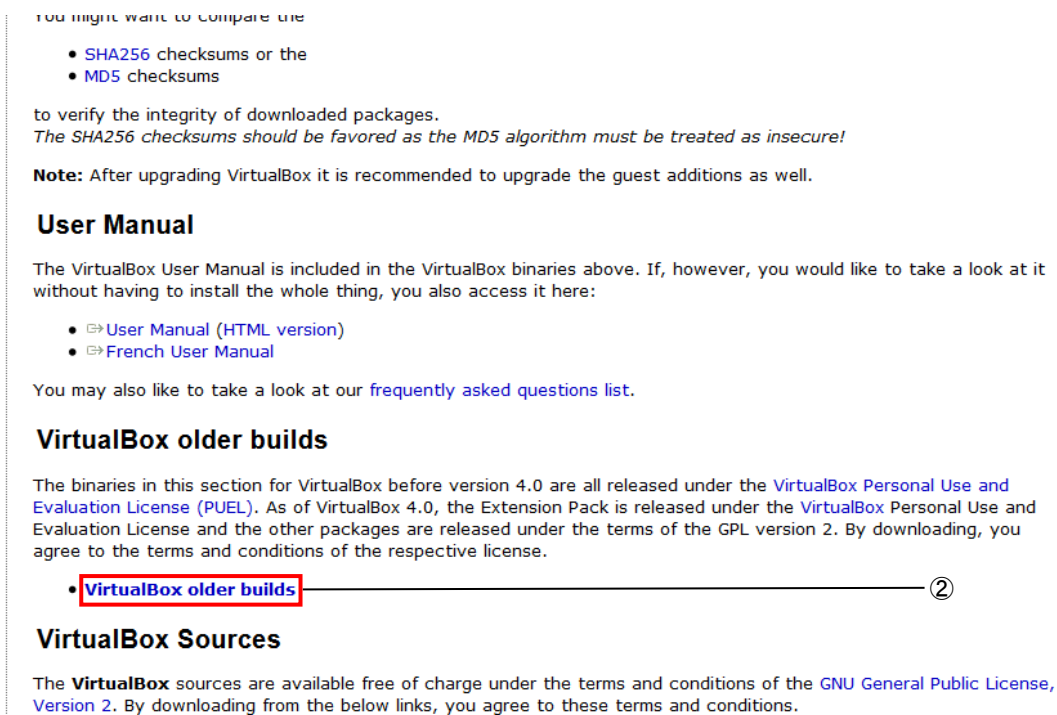 You might want to compare the
• SHA256 checksums or the
• MD5 checksums
to verify the integrity of downloaded packages.
The SHA256 checksums should be favored as the MD5 algorithm must be treated as insecure!
Note: After upgrading VirtualBox it is recommended to upgrade the guest additions as well.
User Manual
The VirtualBox User Manual is included in the VirtualBox binaries above. If, however, you would like to take a look at it
without having to install the whole thing, you also access it here:
• User Manual (HTML version)
• French User Manual
You may also like to take a look at our frequently asked questions list.
VirtualBox older builds
The binaries in this section for VirtualBox before version 4.0 are all released under the VirtualBox Personal Use and
Evaluation License (PUEL). As of VirtualBox 4.0, the Extension Pack is released under the VirtualBox Personal Use and
Evaluation License and the other packages are released under the terms of the GPL version 2. By downloading, you
agree to the terms and conditions of the respective license.
• VirtualBox older builds ②
VirtualBox Sources
The VirtualBox sources are available free of charge under the terms and conditions of the GNU General Public License,
Version 2. By downloading from the below links, you agree to these terms and conditions.